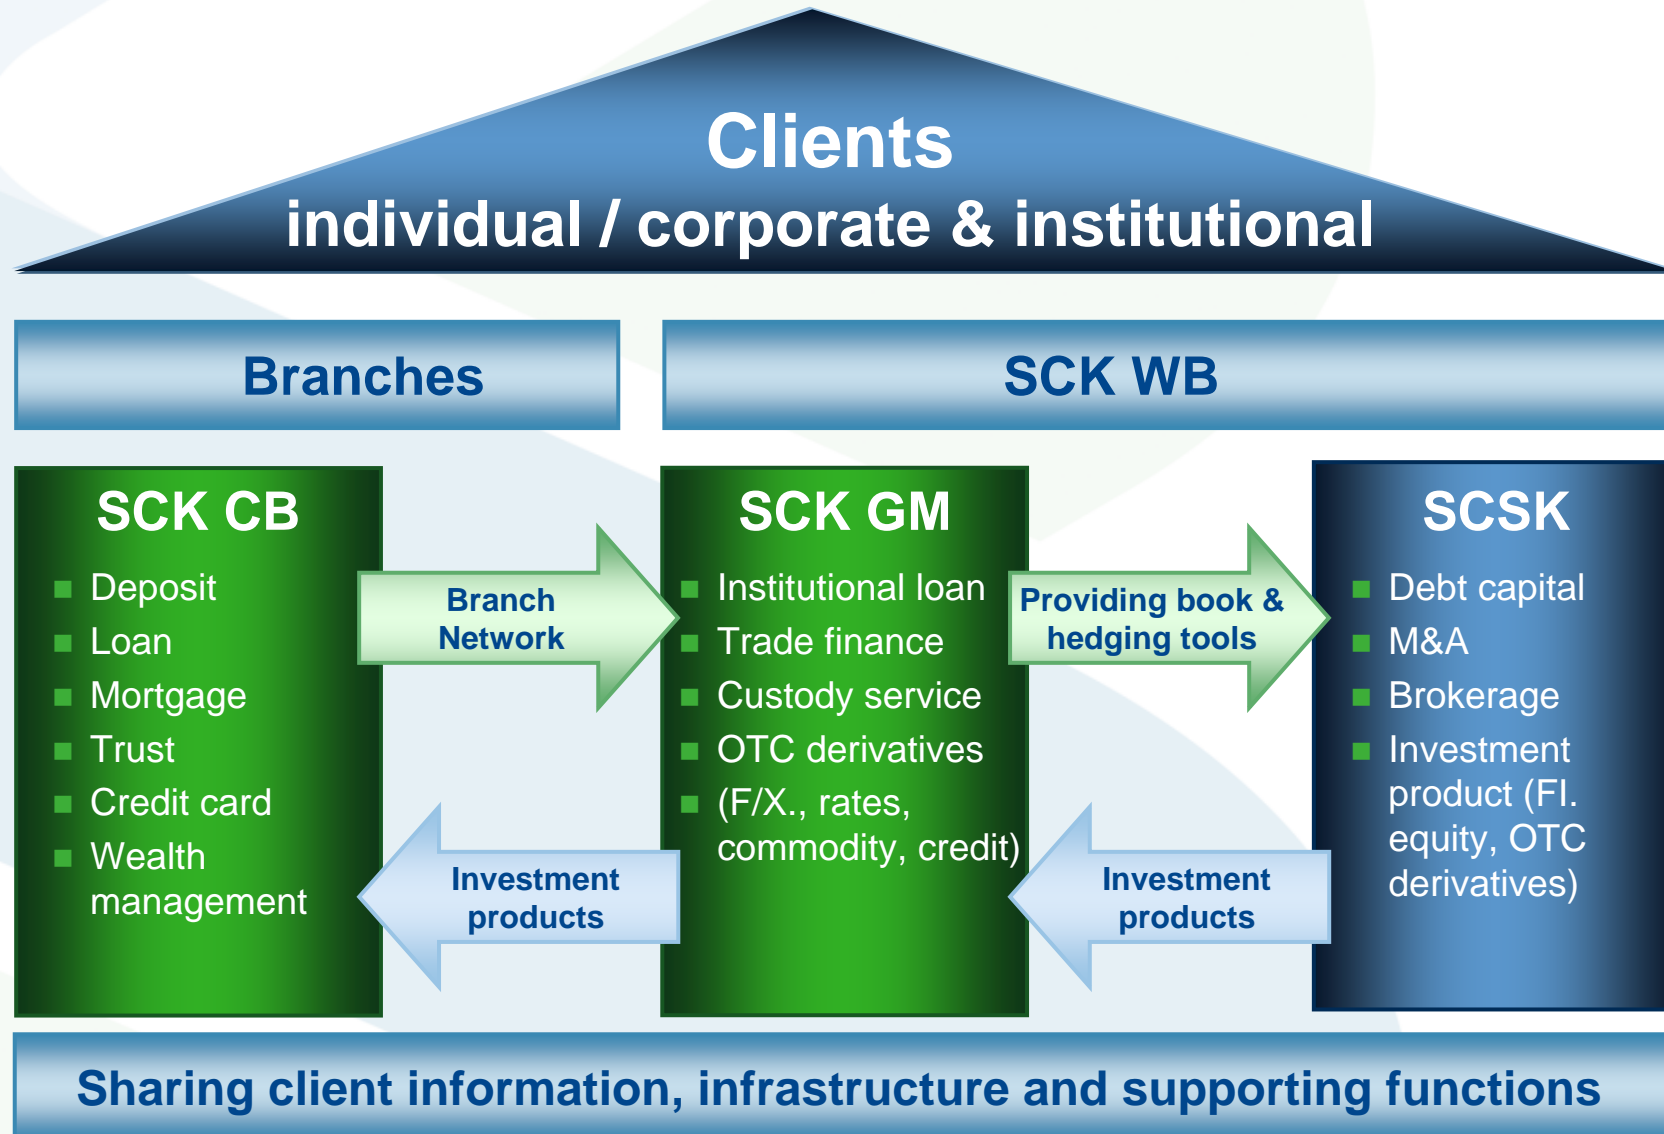 Clients
individual / corporate & institutional
Branches
SCK WB
SCK CB
Deposit
Loan
Mortgage
Trust
Credit card
Wealth
management
Branch
Network
Investment
products
SCK GM
Institutional loan
Trade finance
Custody service
OTC derivatives
(F/X., rates,
commodity, credit)
Providing book &
hedging tools
Investment
products
SCSK
Debt capital
M&A
Brokerage
Investment
product (FI.
equity, OTC
derivatives)
Sharing client information, infrastructure and supporting functions